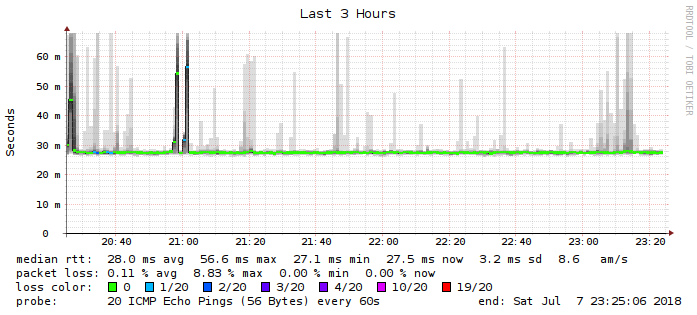 Last 3 Hours
RRDTOOL / TOBI OETIKER
Seconds
60 m
50 m
40 m
30 m
20 m
10 m
0
20:40 21:00 21:20 21:40 22:00 22:20 22:40 23:00 23:20
median rtt: 28.0 ms avg 56.6 ms max 27.1 ms min 27.5 ms now 3.2 ms sd 8.6 am/s
packet loss: 0.11 % avg 8.83 % max 0.00 % min 0.00 % now
loss color: 0 1/20 2/20 3/20 4/20 10/20 19/20
probe: 20 ICMP Echo Pings (56 Bytes) every 60s end: Sat Jul 7 23:25:06 2018